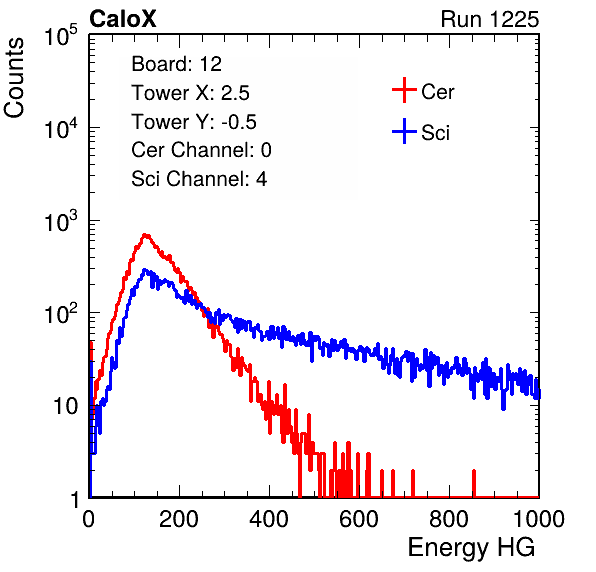 CaloX Run 1225
Counts
10^5
10^4
10^3
10^2
10
1
Board: 12
Tower X: 2.5
Tower Y: -0.5
Cer Channel: 0
Sci Channel: 4
Cer
Sci
0 200 400 600 800 1000
Energy HG